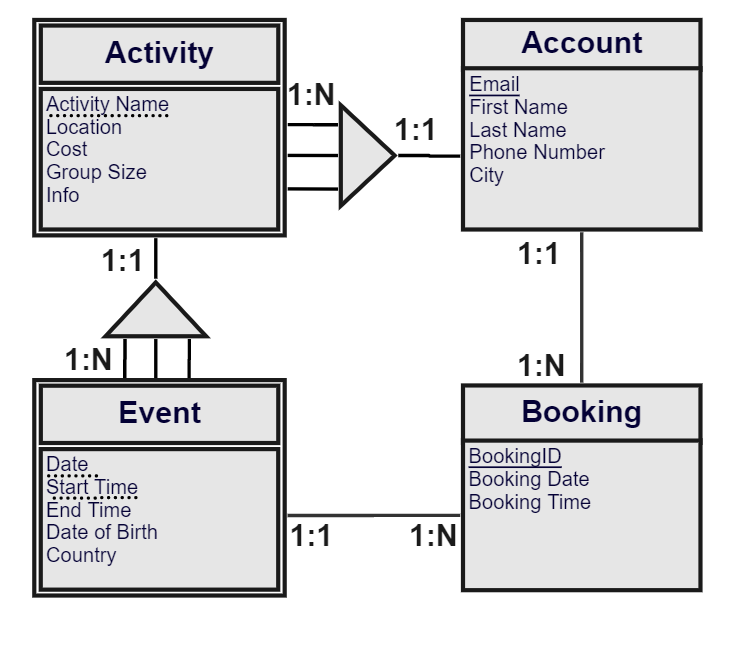 Activity
Activity Name
Location
Cost
Group Size
Info
1:N
1:1
Account
Email
First Name
Last Name
Phone Number
City
1:1
1:N
1:1
1:N
Event
Date
Start Time
End Time
Date of Birth
Country
1:1
1:N
Booking
BookingID
Booking Date
Booking Time